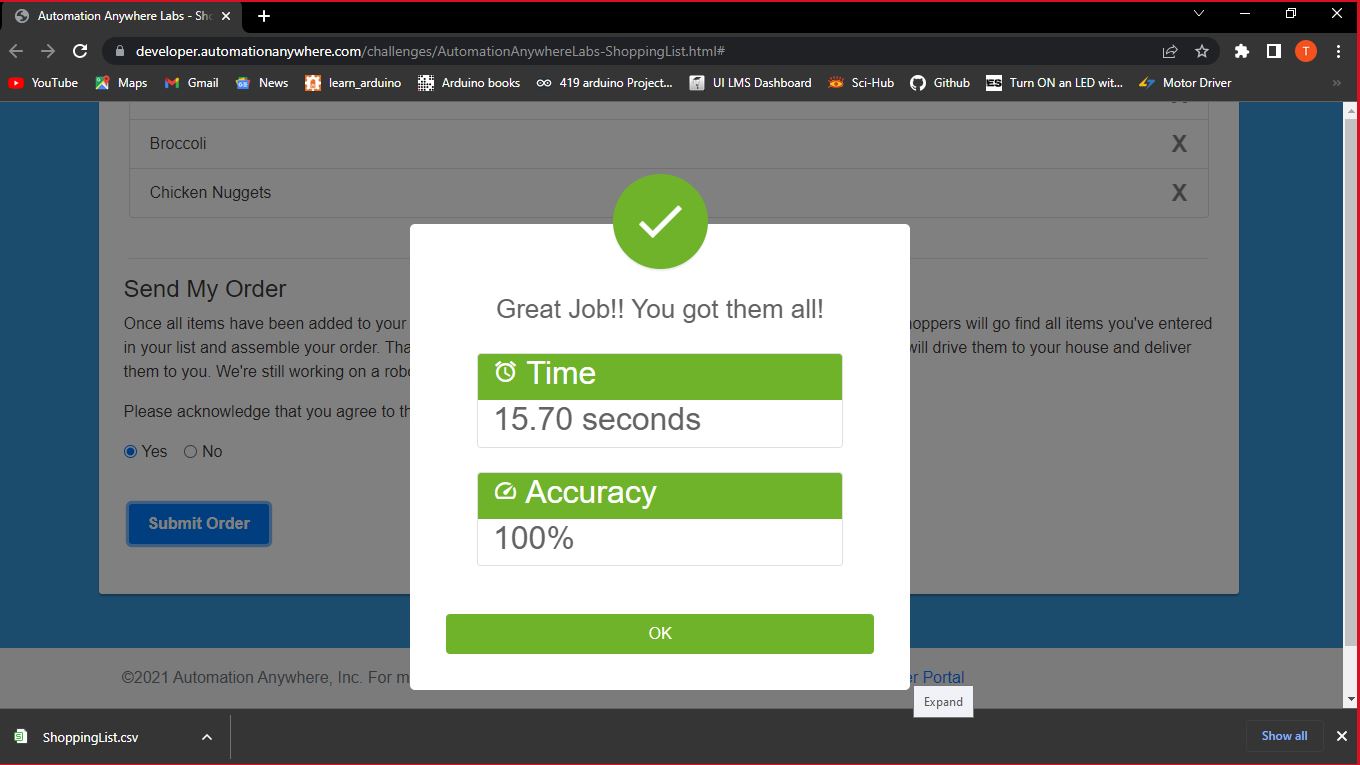 Automation Anywhere Labs - Sho
developer.automationanywhere.com/challenges/AutomationAnywhereLabs-ShoppingList.html#
T
YouTube Maps Gmail News learn_arduino Arduino books 419 arduino Project... UI LMS Dashboard Sci-Hub Github ES Turn ON an LED wit... Motor Driver »
Broccoli X
Chicken Nuggets X
Great Job!! You got them all!
Time
15.70 seconds
Accuracy
100%
OK
Send My Order
Once all items have been added to your hoppers will go find all items you've entered
in your list and assemble your order. Tha will drive them to your house and deliver
them to you. We're still working on a rob
Please acknowledge that you agree to th
Yes No
Submit Order
©2021 Automation Anywhere, Inc. For m er Portal
Expand
ShoppingList.csv Show all